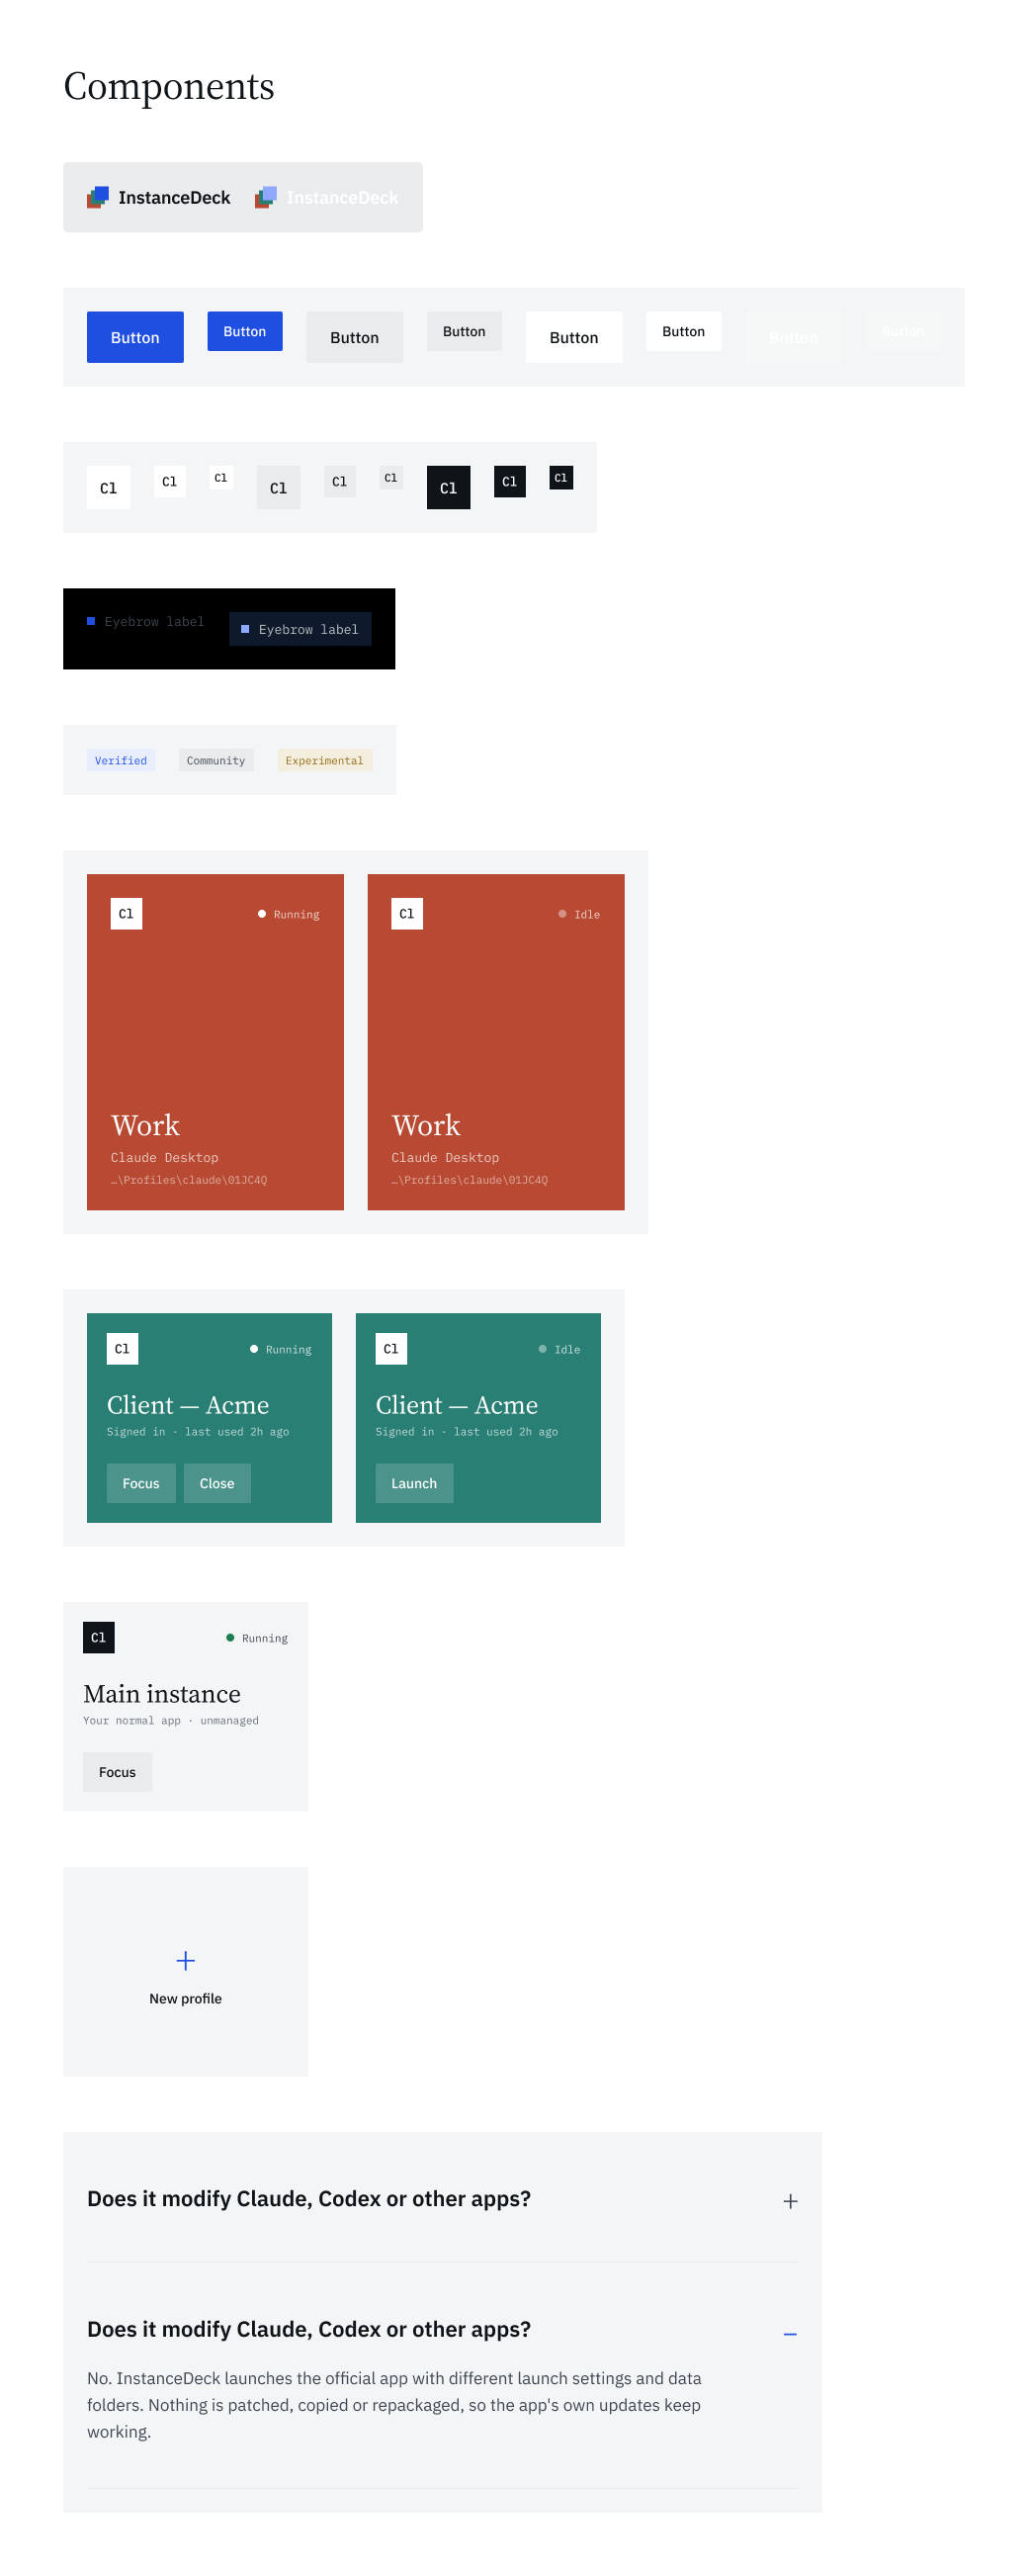 Components
InstanceDeck InstanceDeck
Button Button Button Button Button Button Button Button
Cl Cl Cl Cl Cl Cl Cl Cl Cl
Eyebrow label Eyebrow label
Verified Community Experimental
Cl Running Cl Idle
Work Work
Claude Desktop Claude Desktop
…\Profiles\claude\01JC4Q …\Profiles\claude\01JC4Q
Cl Running Cl Idle
Client — Acme Client — Acme
Signed in · last used 2h ago Signed in · last used 2h ago
Focus Close Launch
Cl Running
Main instance
Your normal app · unmanaged
Focus
New profile
Does it modify Claude, Codex or other apps?
Does it modify Claude, Codex or other apps?
No. InstanceDeck launches the official app with different launch settings and data
folders. Nothing is patched, copied or repackaged, so the app's own updates keep
working.